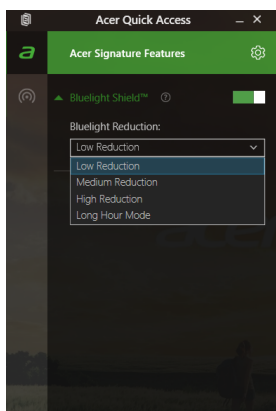 Acer Quick Access
Acer Signature Features
Bluelight Shield™
Bluelight Reduction:
Low Reduction
Low Reduction
Medium Reduction
High Reduction
Long Hour Mode